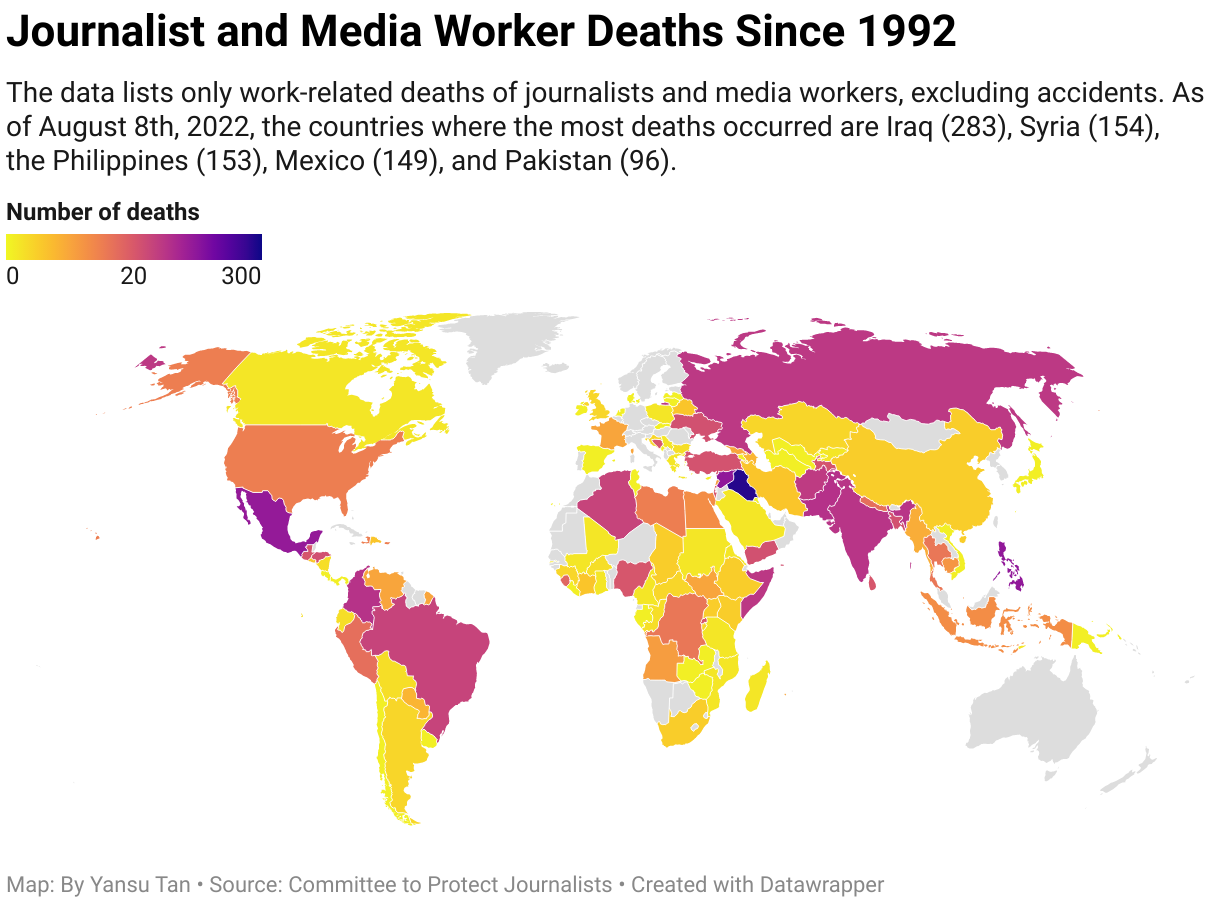 Journalist and Media Worker Deaths Since 1992
The data lists only work-related deaths of journalists and media workers, excluding accidents. As
of August 8th, 2022, the countries where the most deaths occurred are Iraq (283), Syria (154),
the Philippines (153), Mexico (149), and Pakistan (96).
Number of deaths
0 20 300
Map: By Yansu Tan • Source: Committee to Protect Journalists • Created with Datawrapper